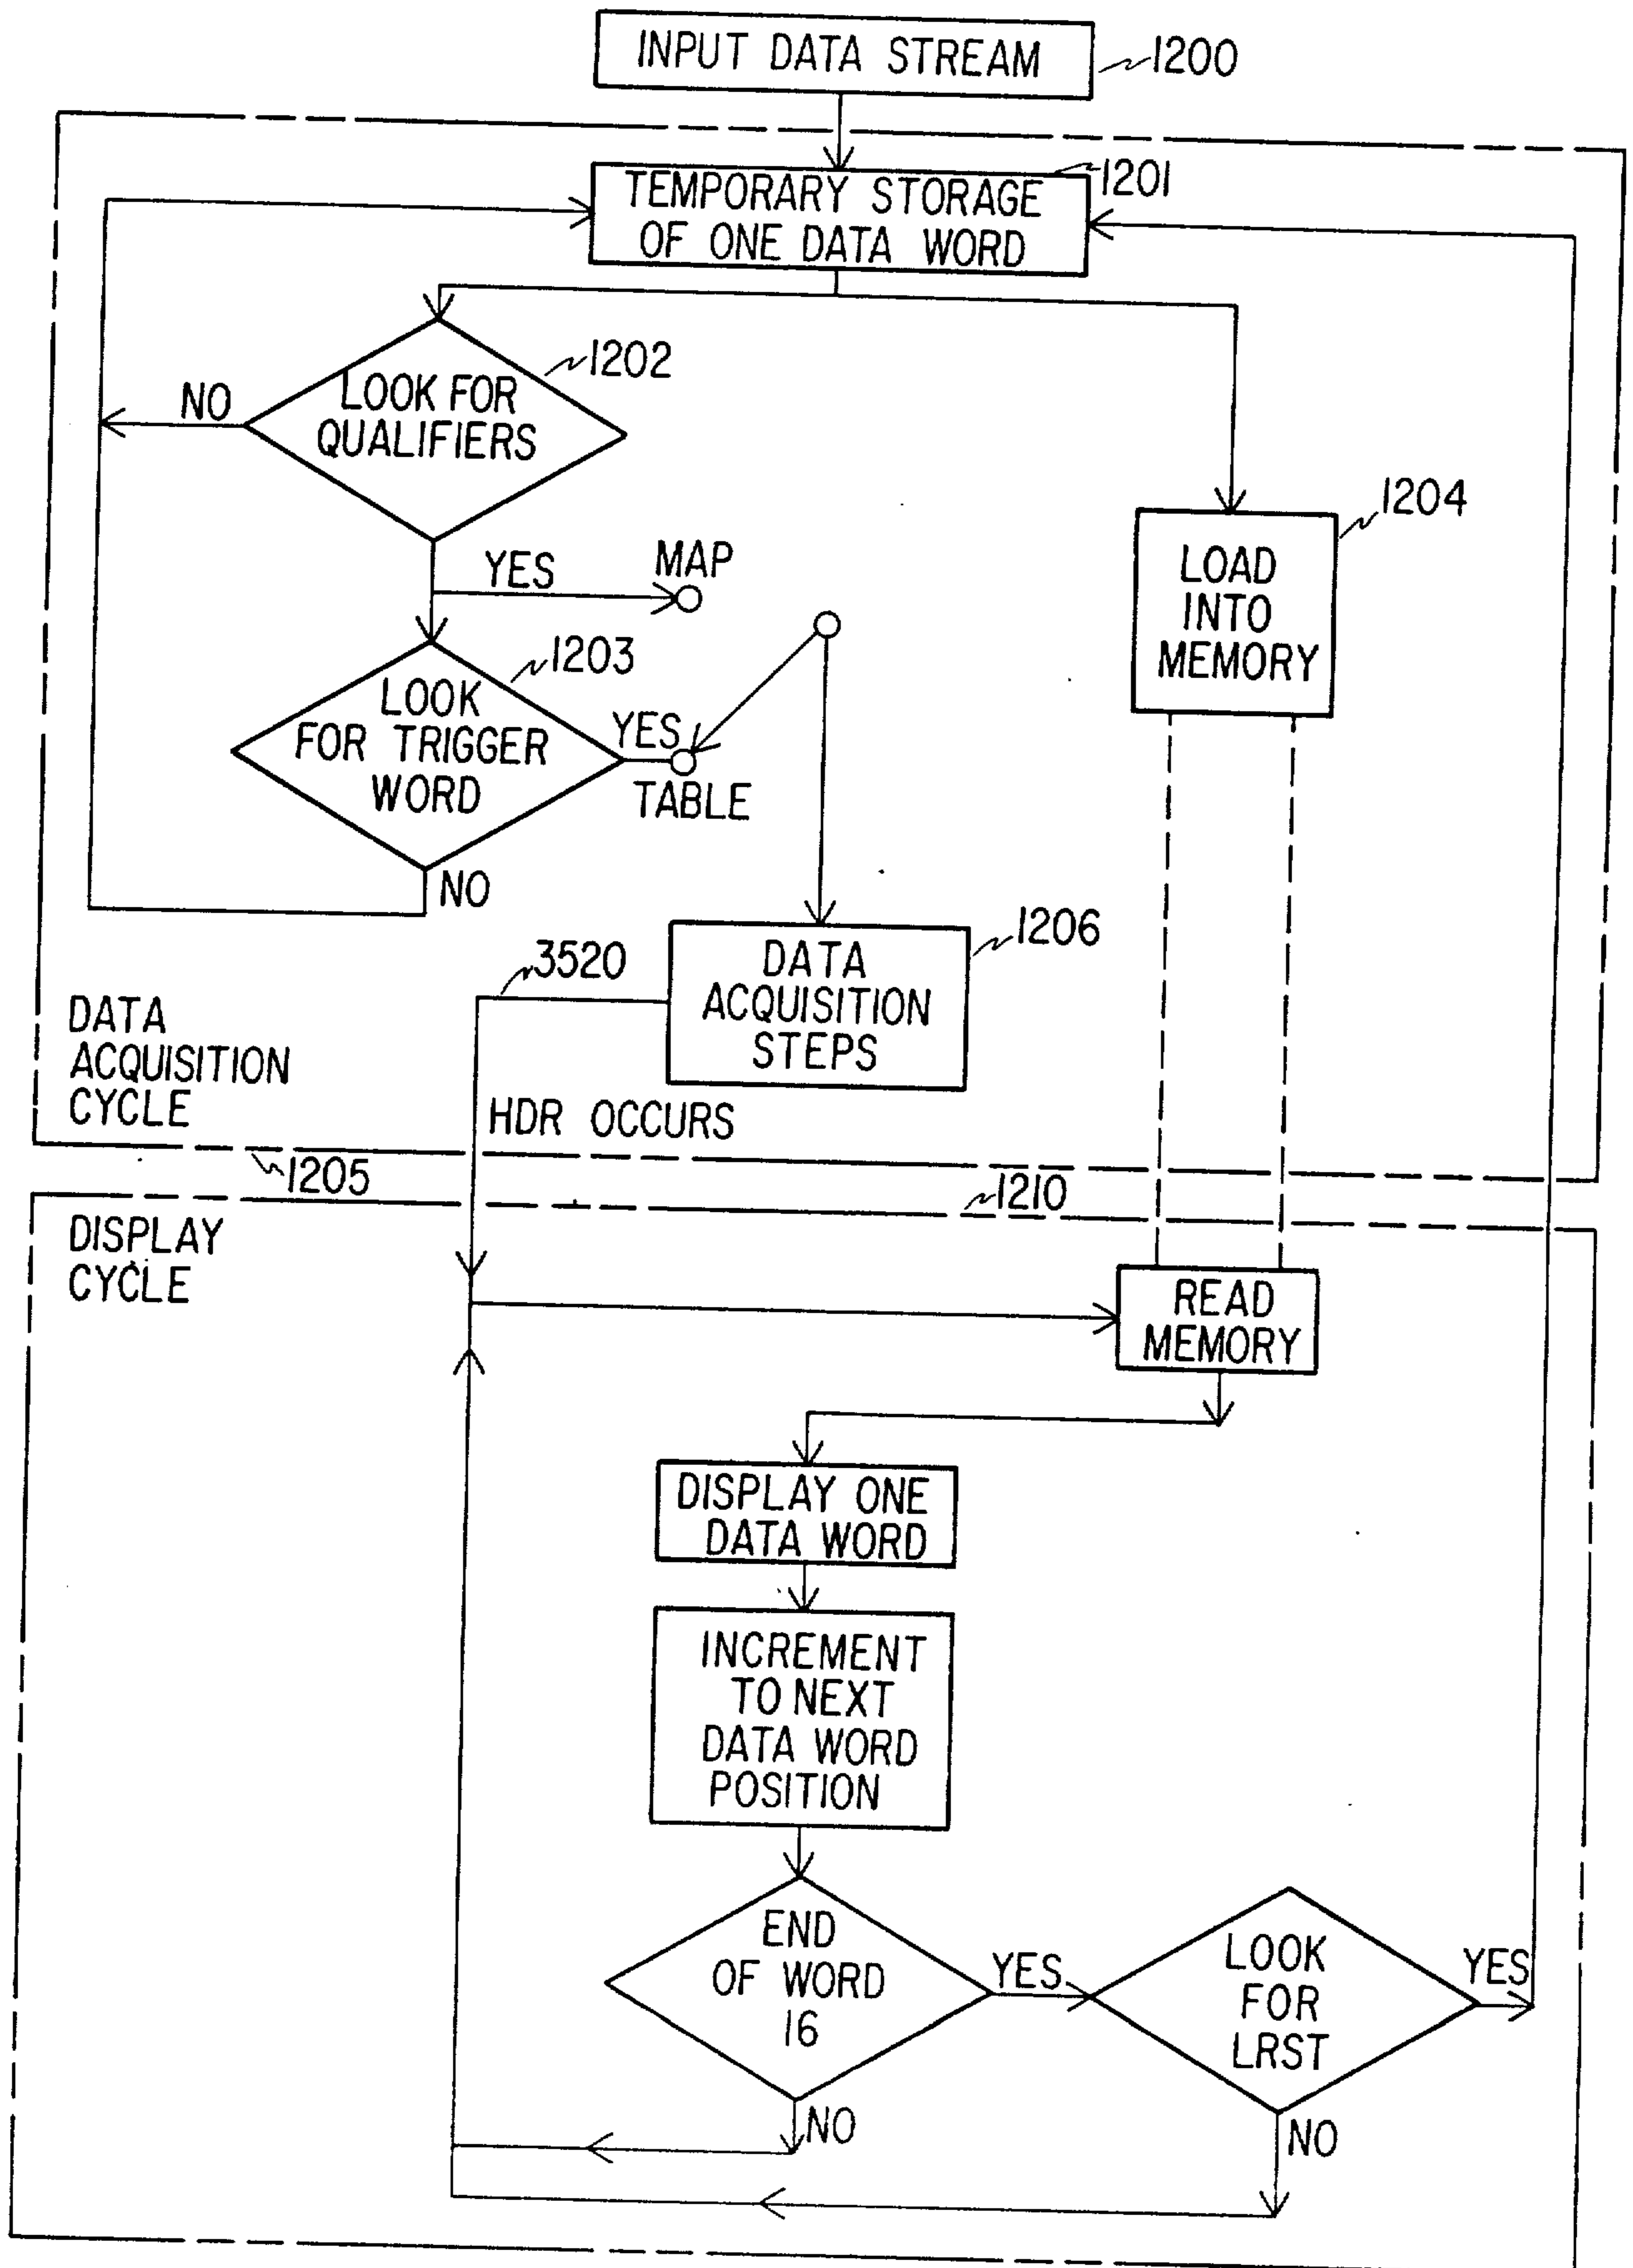 INPUT DATA STREAM
1200
1201
TEMPORARY STORAGE
OF ONE DATA WORD
1202
LOOK FOR
QUALIFIERS
NO
1204
LOAD
INTO
MEMORY
YES
MAP
1203
LOOK
FOR TRIGGER
WORD
YES
TABLE
NO
1206
DATA
ACQUISITION
STEPS
3520
DATA
ACQUISITION
CYCLE
HDR OCCURS
1205
1210
DISPLAY
CYCLE
READ
MEMORY
DISPLAY ONE
DATA WORD
INCREMENT
TO NEXT
DATA WORD
POSITION
END
OF WORD
16
YES
LOOK
FOR
LRST
YES
NO
NO